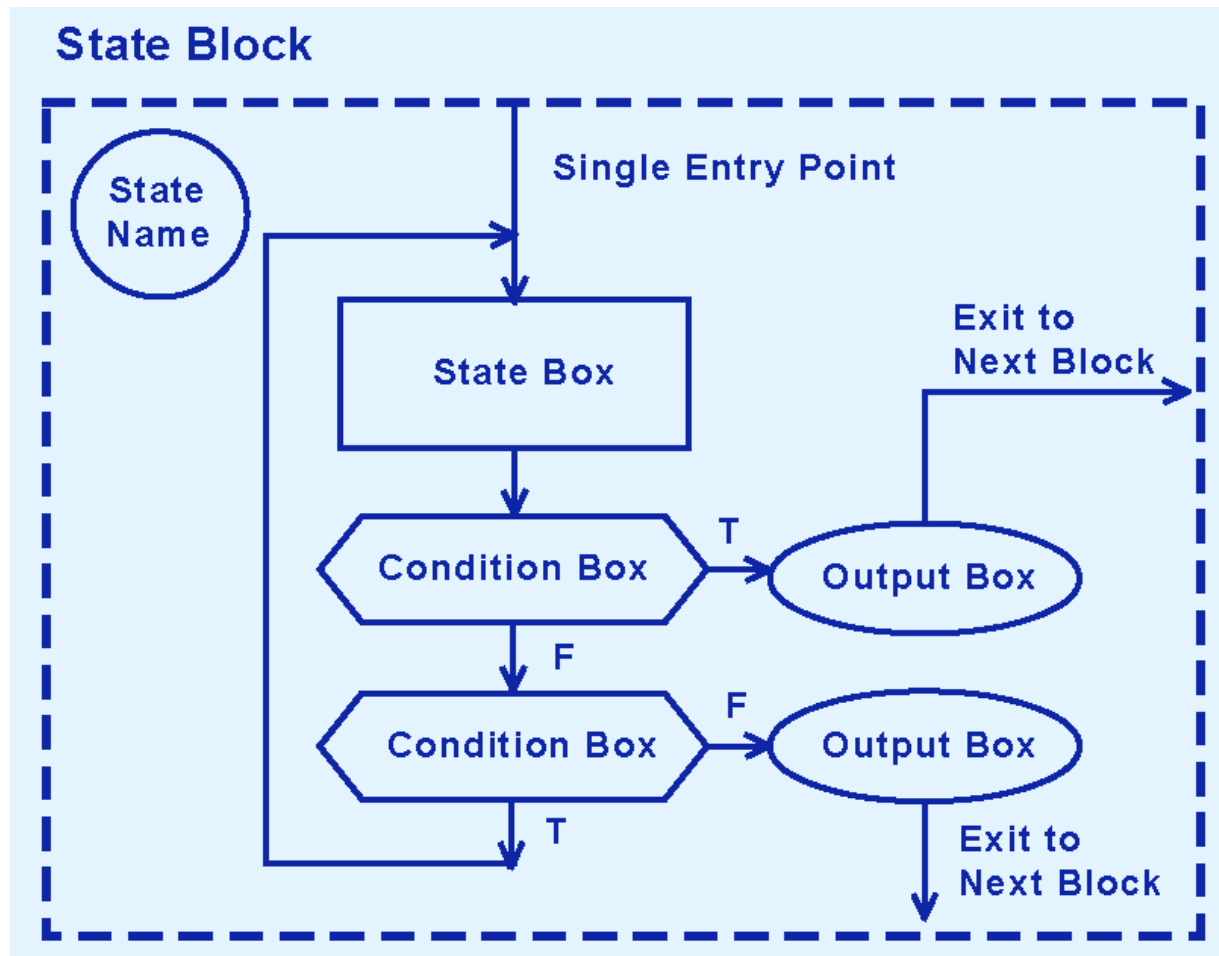 State Block
Single Entry Point
State
Name
Exit to
Next Block
State Box
T
Condition Box
Output Box
F
F
Condition Box
Output Box
T
Exit to
Next Block